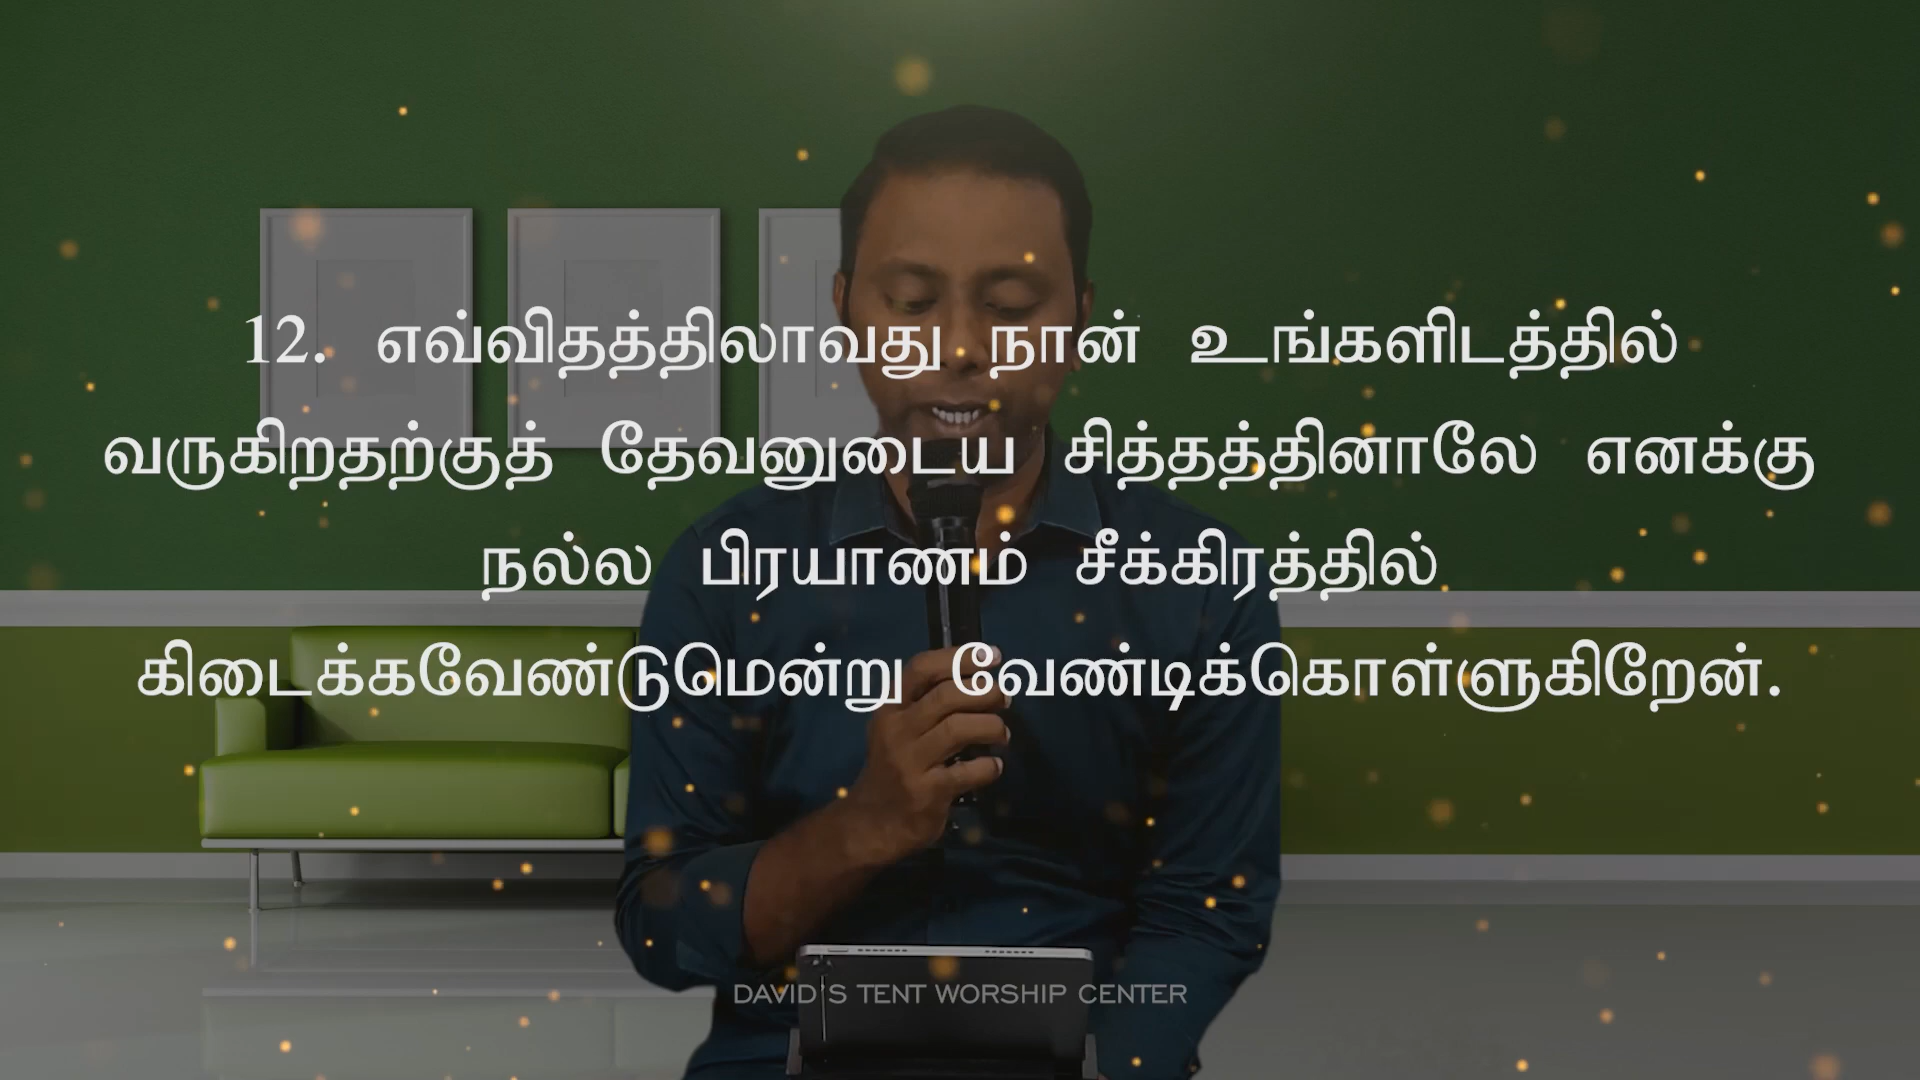 12. எவ்விதத்திலாவது நான் உங்களிடத்தில்
வருகிறதற்குத் தேவனுடைய சித்தத்தினாலே எனக்கு
நல்ல பிரயாணம் சீக்கிரத்தில்
கிடைக்கவேண்டுமென்று வேண்டிக்கொள்ளுகிறேன்.
DAVID'S TENT WORSHIP CENTER